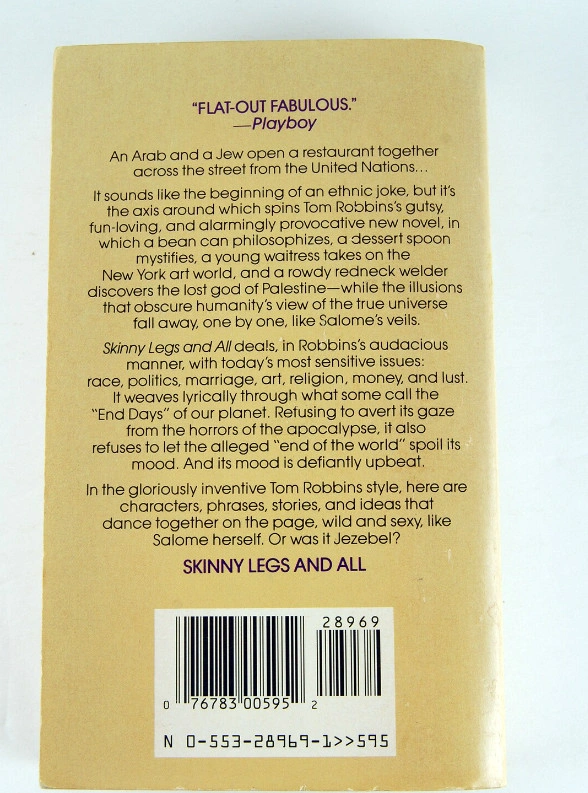 "FLAT-OUT FABULOUS."
—Playboy
An Arab and a Jew open a restaurant together
across the street from the United Nations...
It sounds like the beginning of an ethnic joke, but it's
the axis around which spins Tom Robbins's gutsy,
fun-loving, and alarmingly provocative new novel, in
which a bean can philosophizes, a dessert spoon
mystifies, a young waitress takes on the
New York art world, and a rowdy redneck welder
discovers the lost god of Palestine—while the illusions
that obscure humanity's view of the true universe
fall away, one by one, like Salome's veils.
Skinny Legs and All deals, in Robbins's audacious
manner, with today's most sensitive issues:
race, politics, marriage, art, religion, money, and lust.
It weaves lyrically through what some call the
"End Days" of our planet. Refusing to avert its gaze
from the horrors of the apocalypse, it also
refuses to let the alleged "end of the world" spoil its
mood. And its mood is defiantly upbeat.
In the gloriously inventive Tom Robbins style, here are
characters, phrases, stories, and ideas that
dance together on the page, wild and sexy, like
Salome herself. Or was it Jezebel?
SKINNY LEGS AND ALL
28969
0 76783 00595 2
N 0-553-28969-1>>595